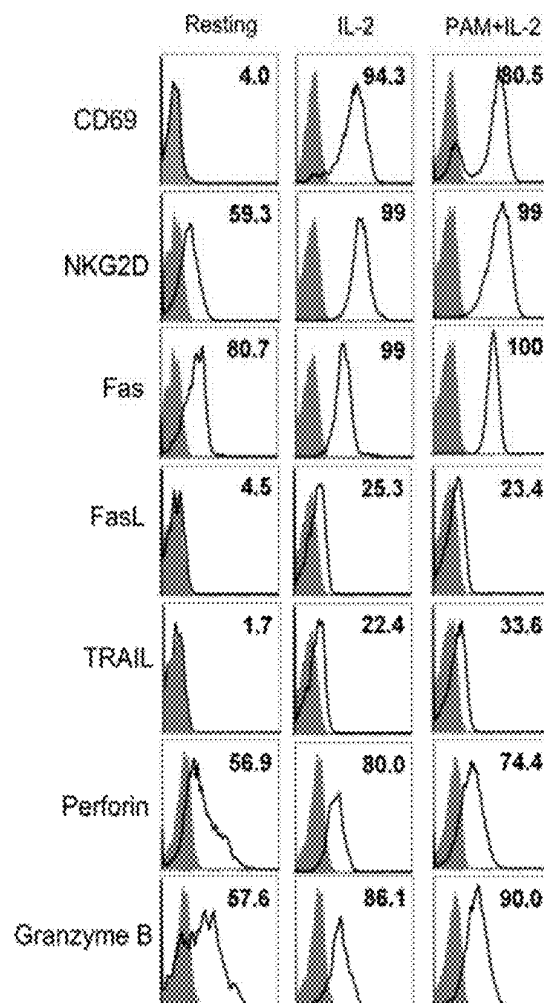 Resting IL-2 PAM+IL-2
CD69 4.0 94.3 80.5
NKG2D 59.3 99 99
Fas 80.7 99 100
FasL 4.5 25.3 23.4
TRAIL 1.7 22.4 33.6
Perforin 56.9 80.0 74.4
Granzyme B 57.6 86.1 90.0